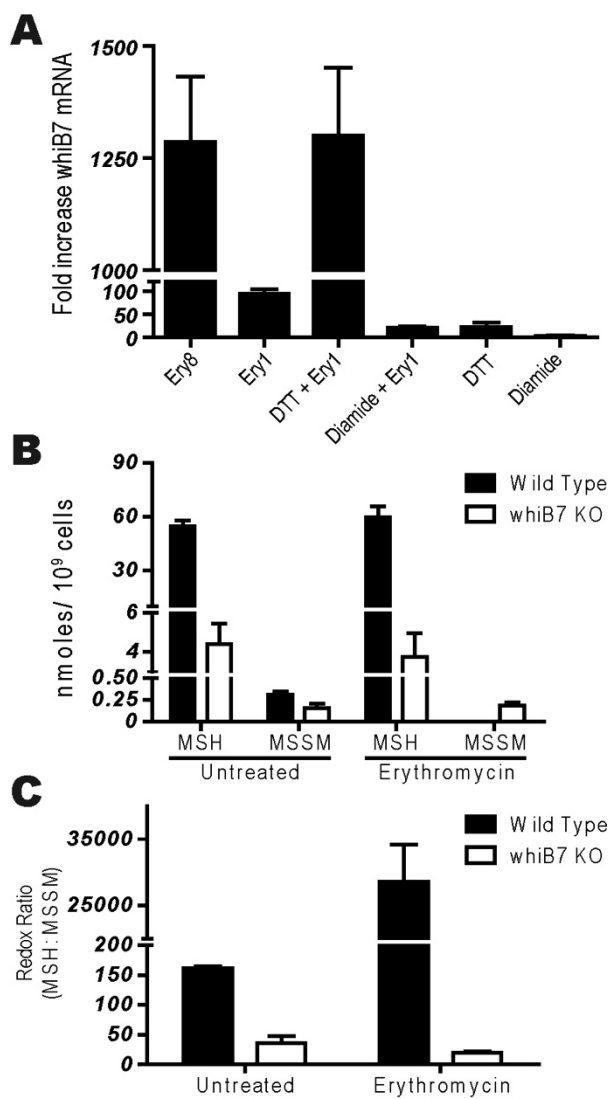 A
Fold increase whiB7 mRNA
1500
1250
1000
100
50
0
Ery8
Ery1
DTT + Ery1
Diamide + Ery1
DTT
Diamide
B
nmoles/ 10⁹ cells
90
60
30
6
4
0.50
0.25
0
Wild Type
whiB7 KO
MSH
MSSM
MSH
MSSM
Untreated
Erythromycin
C
Redox Ratio
(MSH:MSSM)
35000
25000
200
150
100
50
0
Wild Type
whiB7 KO
Untreated
Erythromycin